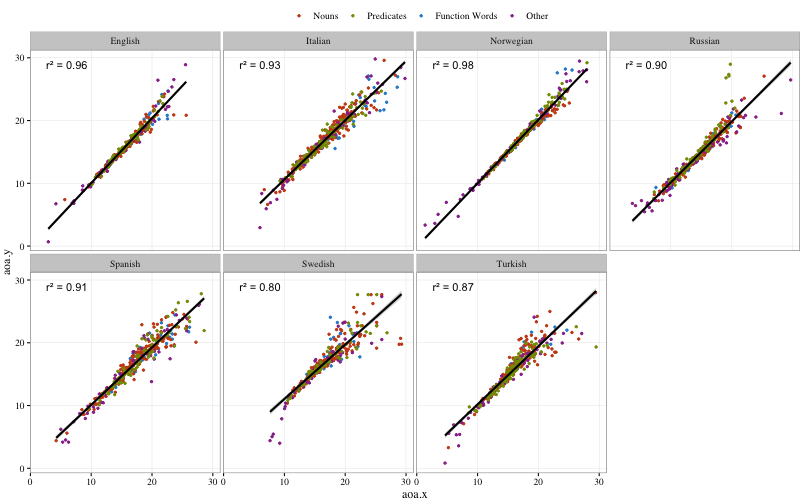 Nouns Predicates Function Words Other
English Italian Norwegian Russian
r² = 0.96 r² = 0.93 r² = 0.98 r² = 0.90
30
20
10
0
Spanish Swedish Turkish
r² = 0.91 r² = 0.80 r² = 0.87
30
20
10
0
0 10 20 30 0 10 20 30 0 10 20 30
aoa.x
aoa.y